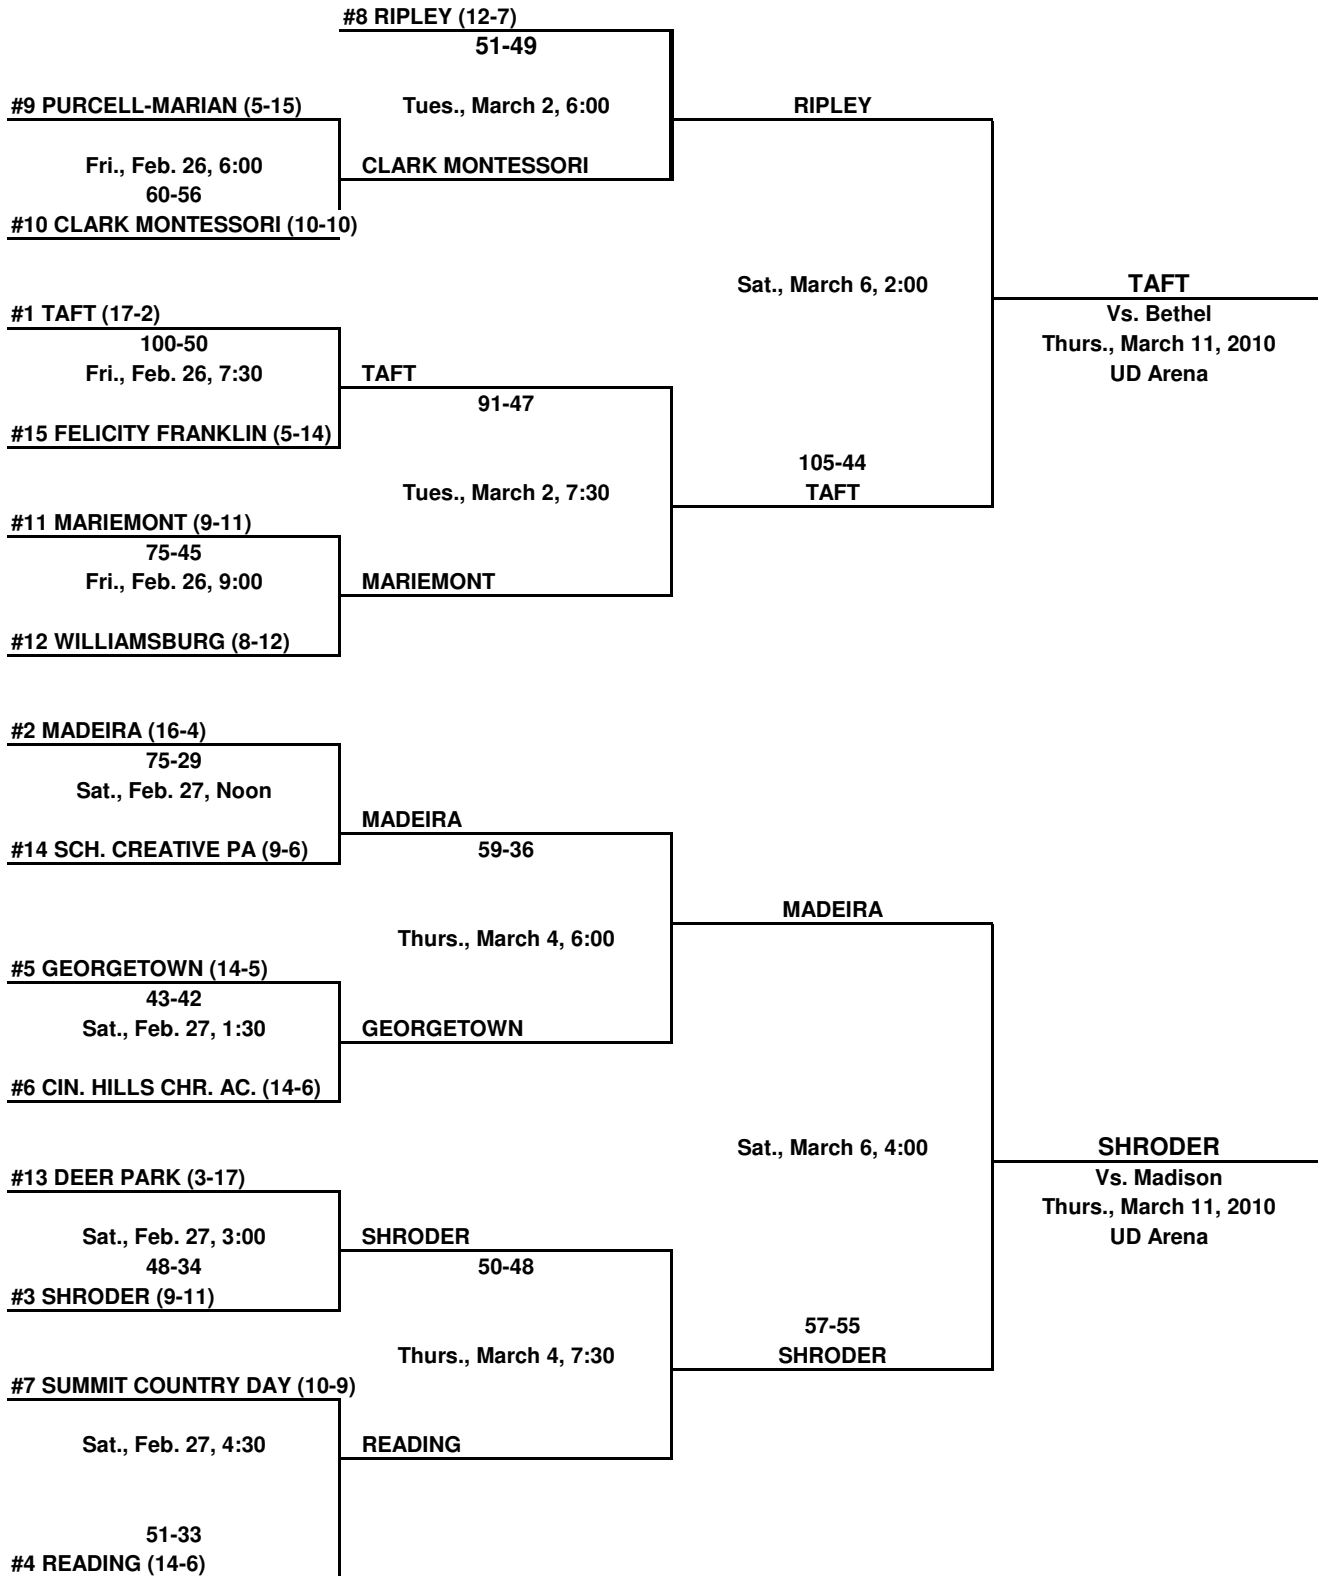 #8 RIPLEY (12-7)
51-49
#9 PURCELL-MARIAN (5-15)
Tues., March 2, 6:00
RIPLEY
Fri., Feb. 26, 6:00
CLARK MONTESSORI
60-56
#10 CLARK MONTESSORI (10-10)
Sat., March 6, 2:00
TAFT
#1 TAFT (17-2)
Vs. Bethel
100-50
Thurs., March 11, 2010
Fri., Feb. 26, 7:30
TAFT
UD Arena
91-47
#15 FELICITY FRANKLIN (5-14)
105-44
Tues., March 2, 7:30
TAFT
#11 MARIEMONT (9-11)
75-45
Fri., Feb. 26, 9:00
MARIEMONT
#12 WILLIAMSBURG (8-12)
#2 MADEIRA (16-4)
75-29
Sat., Feb. 27, Noon
MADEIRA
#14 SCH. CREATIVE PA (9-6)
59-36
MADEIRA
Thurs., March 4, 6:00
#5 GEORGETOWN (14-5)
43-42
Sat., Feb. 27, 1:30
GEORGETOWN
#6 CIN. HILLS CHR. AC. (14-6)
Sat., March 6, 4:00
SHRODER
#13 DEER PARK (3-17)
Vs. Madison
Thurs., March 11, 2010
Sat., Feb. 27, 3:00
SHRODER
UD Arena
48-34
50-48
#3 SHRODER (9-11)
57-55
Thurs., March 4, 7:30
SHRODER
#7 SUMMIT COUNTRY DAY (10-9)
Sat., Feb. 27, 4:30
READING
51-33
#4 READING (14-6)